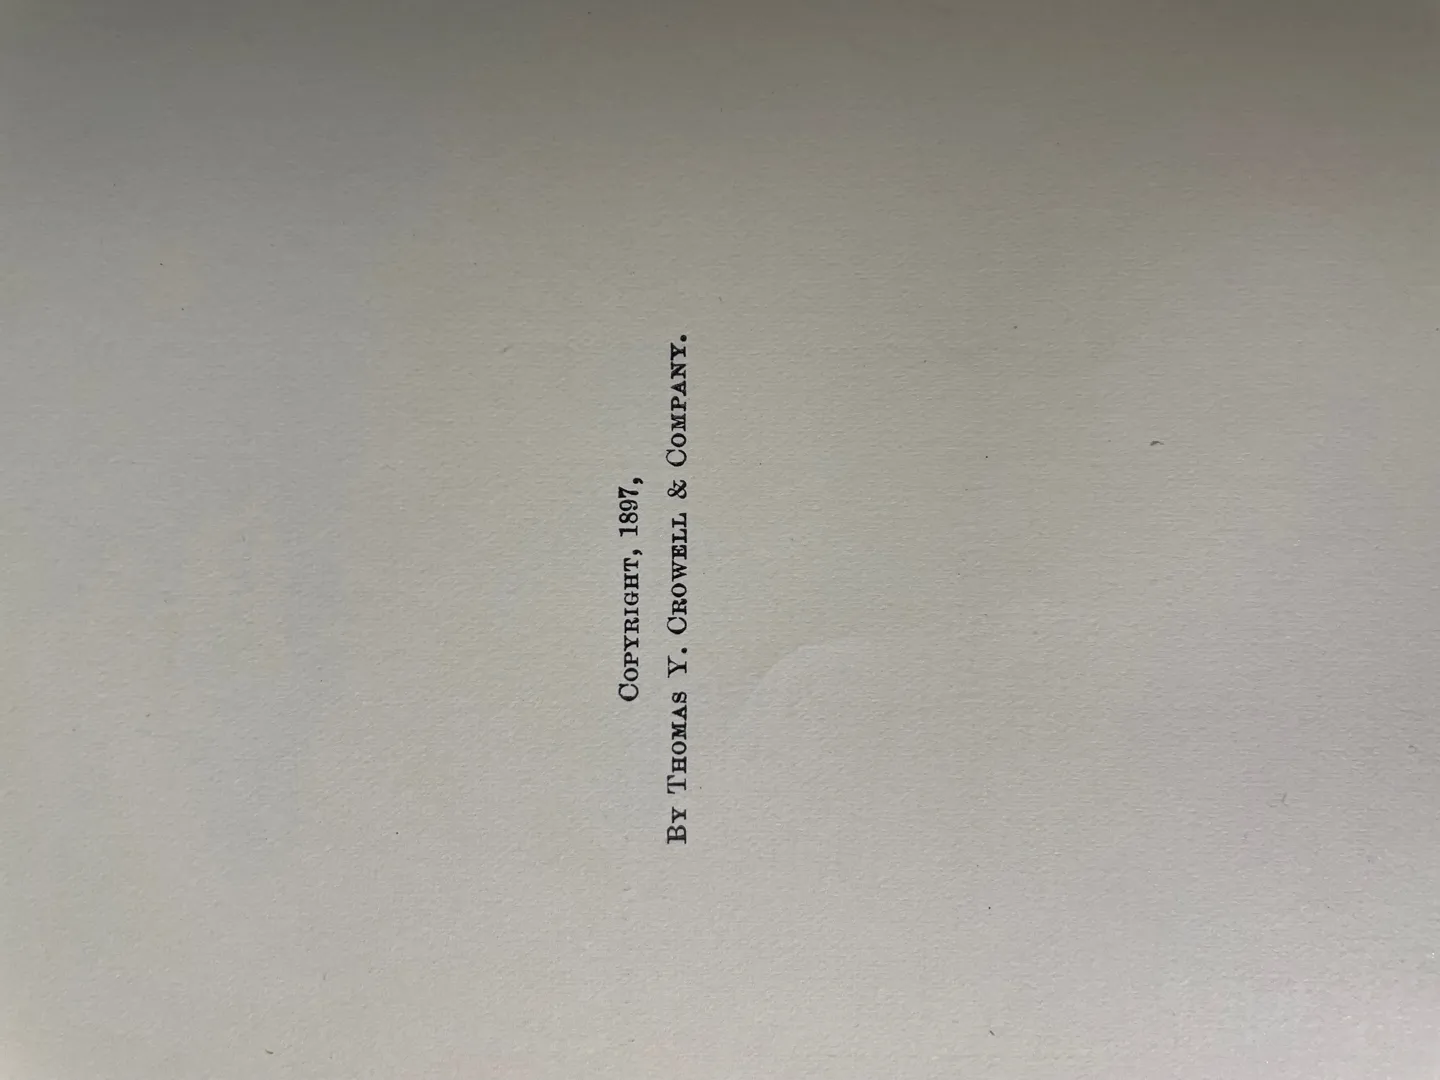 Copyright, 1897,
By Thomas Y. Crowell & Company.